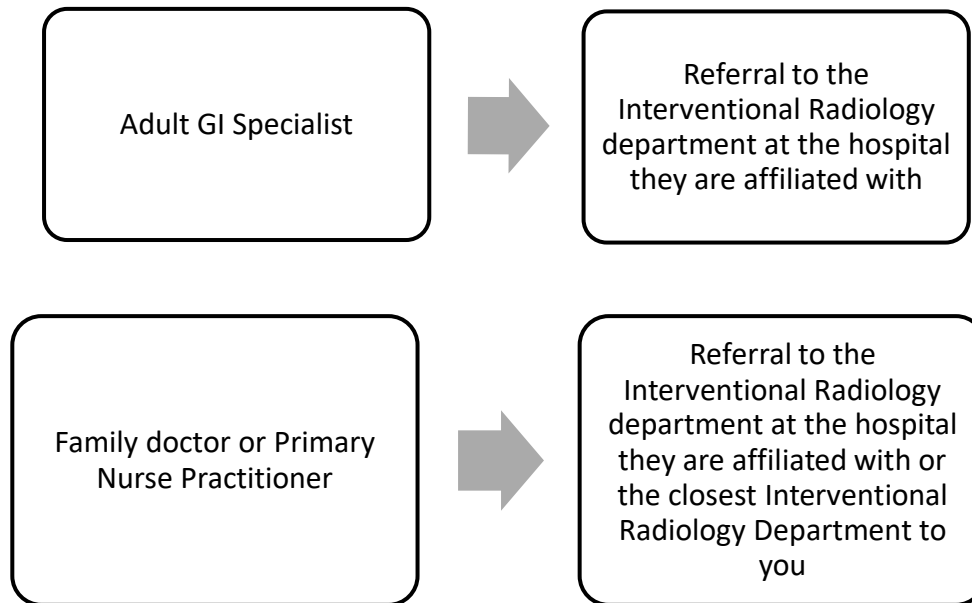 Adult GI Specialist
Referral to the
Interventional Radiology
department at the hospital
they are affiliated with
Family doctor or Primary
Nurse Practitioner
Referral to the
Interventional Radiology
department at the hospital
they are affiliated with or
the closest Interventional
Radiology Department to
you